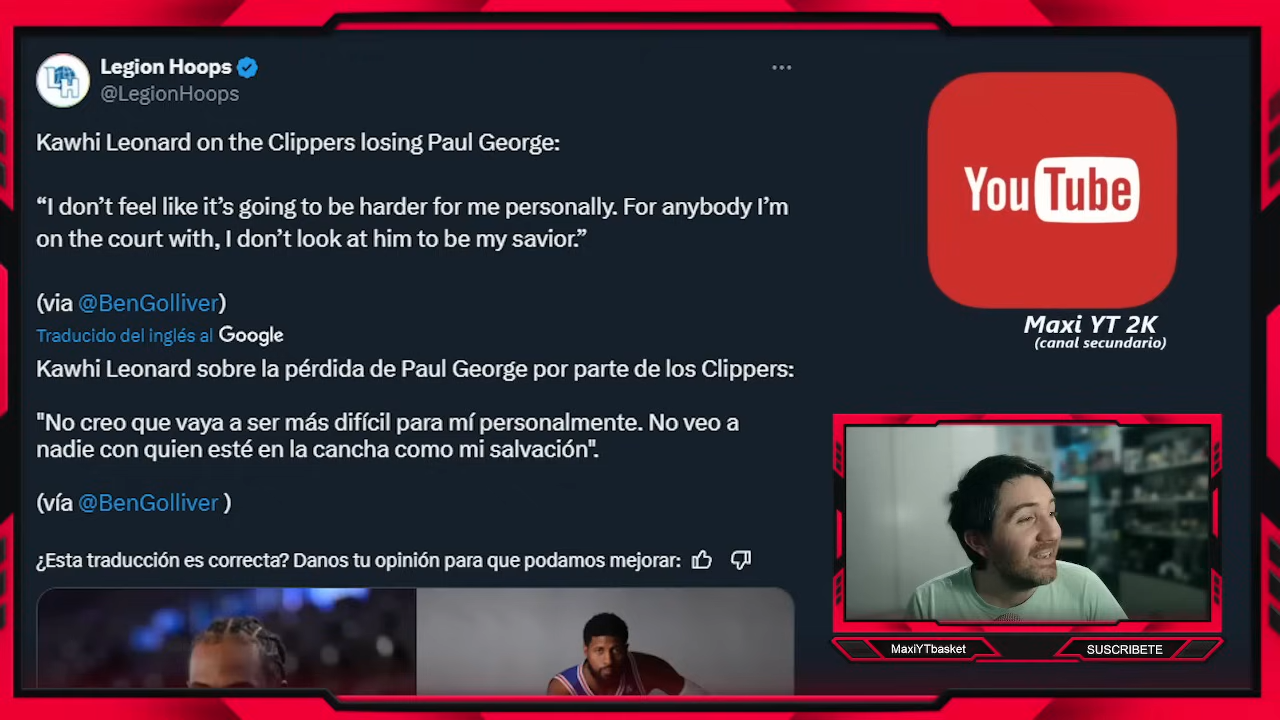 Legion Hoops
@LegionHoops
Kawhi Leonard on the Clippers losing Paul George:
“I don’t feel like it’s going to be harder for me personally. For anybody I’m
on the court with, I don’t look at him to be my savior.”
(via @BenGolliver)
Traducido del inglés al Google
Kawhi Leonard sobre la pérdida de Paul George por parte de los Clippers:
"No creo que vaya a ser más difícil para mí personalmente. No veo a
nadie con quien esté en la cancha como mi salvación".
(vía @BenGolliver )
¿Esta traducción es correcta? Danos tu opinión para que podamos mejorar:
YouTube
Maxi YT 2K
(canal secundario)
MaxiYTbasket
SUSCRIBETE